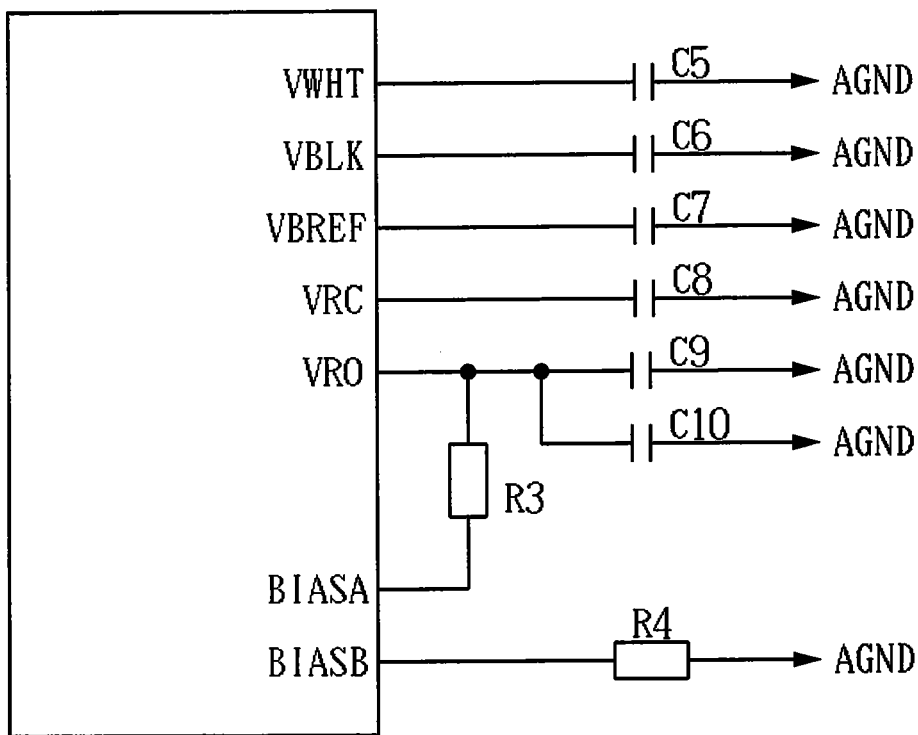 VWHT C5 AGND
VBLK C6 AGND
VBREF C7 AGND
VRC C8 AGND
VRO C9 AGND
C10 AGND
R3
BIASA
R4
BIASB AGND